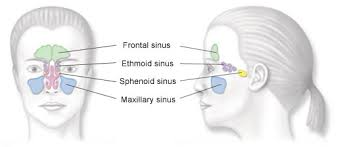 Frontal sinus
Ethmoid sinus
Sphenoid sinus
Maxillary sinus